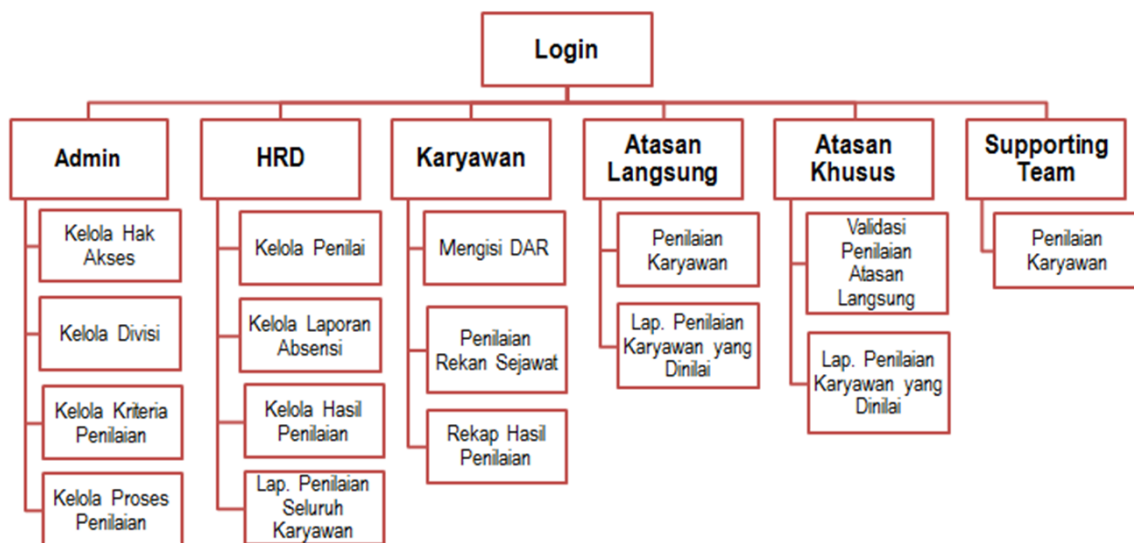 Login
Admin
HRD
Karyawan
Atasan
Langsung
Atasan
Khusus
Supporting
Team
Kelola Hak
Akses
Kelola Divisi
Kelola Kriteria
Penilaian
Kelola Proses
Penilaian
Kelola Penilai
Kelola Laporan
Absensi
Kelola Hasil
Penilaian
Lap. Penilaian
Seluruh
Karyawan
Mengisi DAR
Penilaian
Rekan Sejawat
Rekap Hasil
Penilaian
Penilaian
Karyawan
Lap. Penilaian
Karyawan yang
Dinilai
Validasi
Penilaian
Atasan
Langsung
Lap. Penilaian
Karyawan yang
Dinilai
Penilaian
Karyawan